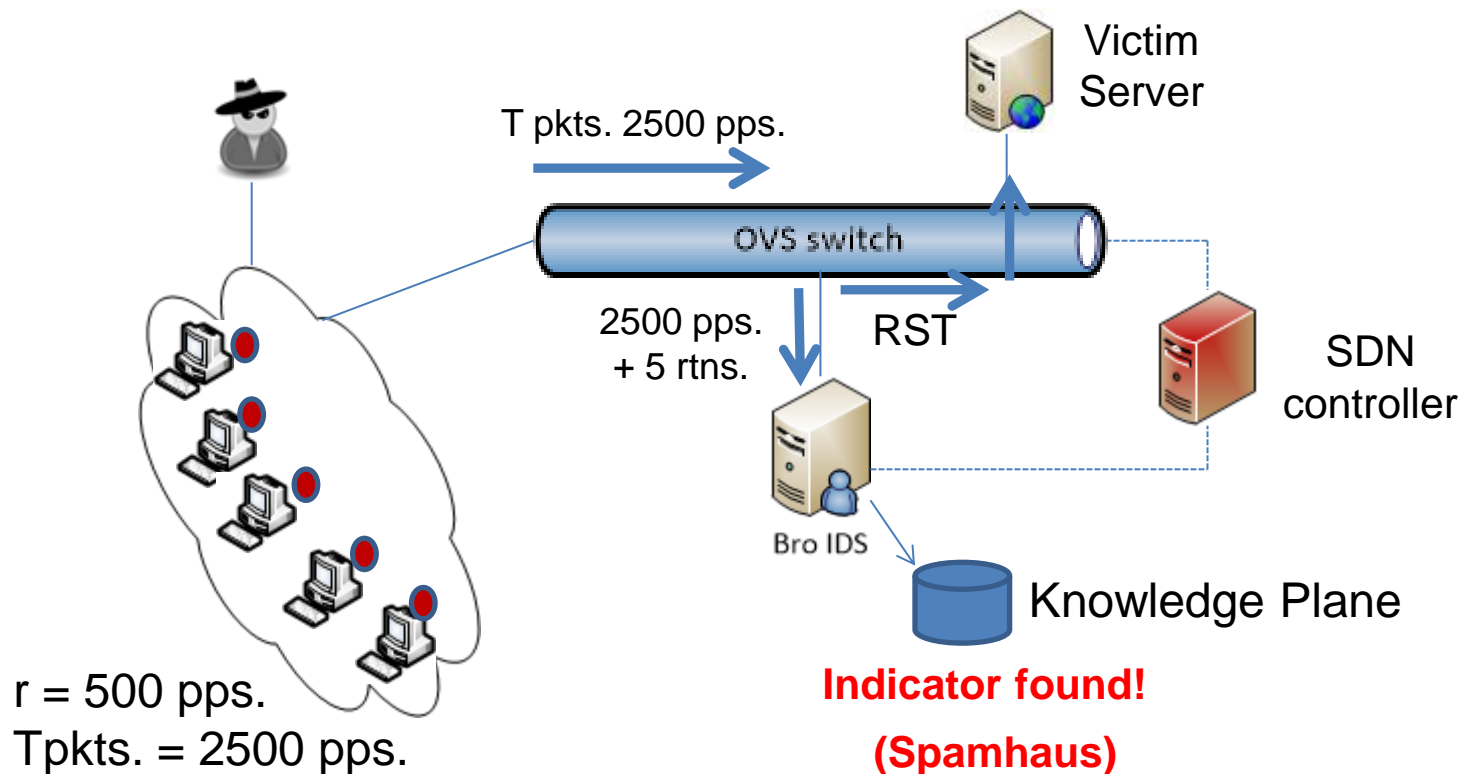 Victim
Server
T pkts. 2500 pps.
OVS switch
2500 pps.
+ 5 rtns.
RST
SDN
controller
Bro IDS
Knowledge Plane
Indicator found!
(Spamhaus)
r = 500 pps.
Tpkts. = 2500 pps.